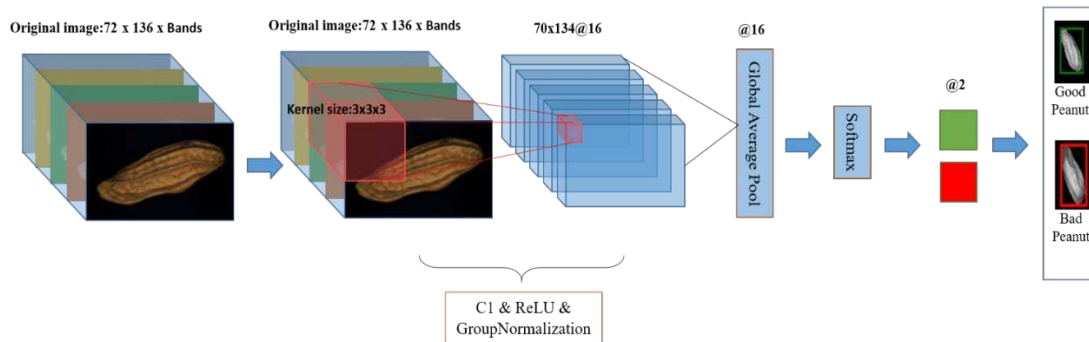 Original image:72 x 136 x Bands
Original image:72 x 136 x Bands
70x134@16
@16
Kernel size:3x3x3
Global Average Pool
Softmax
@2
Good
Peanut
Bad
Peanut
C1 & ReLU &
GroupNormalization